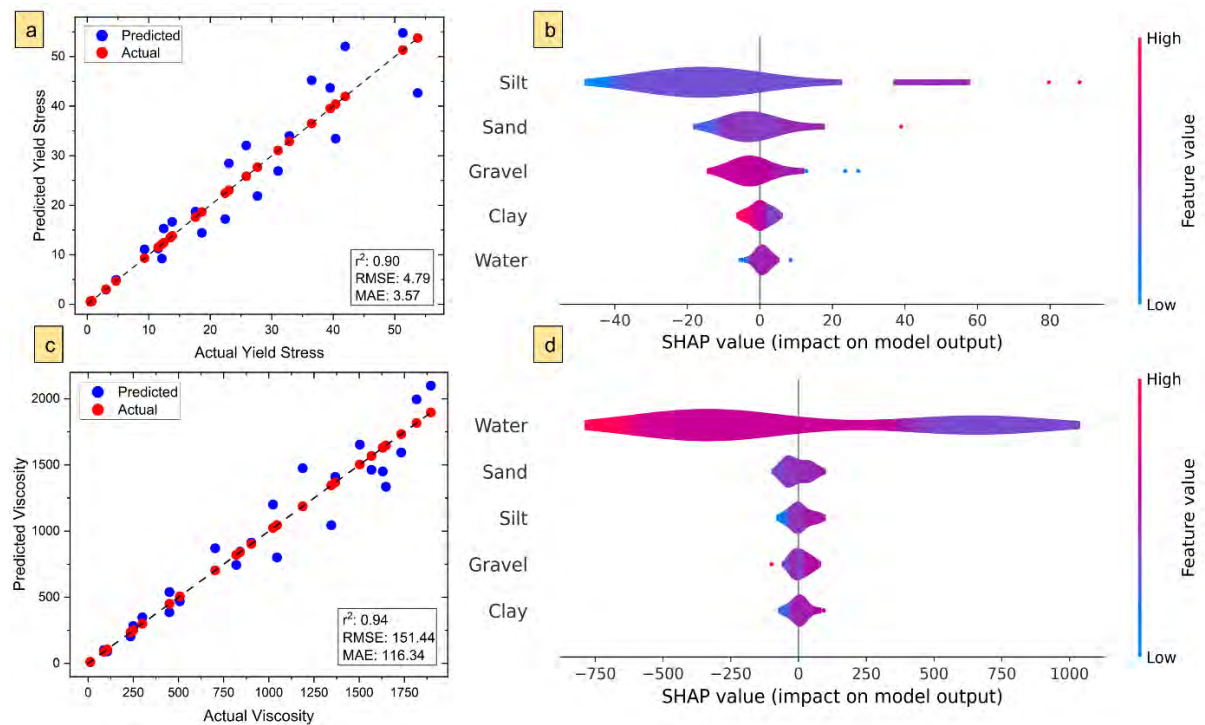 a
Predicted
Actual
50
40
30
20
10
0
Predicted Yield Stress
r²: 0.90
RMSE: 4.79
MAE: 3.57
0 10 20 30 40 50
Actual Yield Stress
b
Silt
Sand
Gravel
Clay
Water
−40 −20 0 20 40 60 80
SHAP value (impact on model output)
High
Feature value
Low
c
Predicted
Actual
2000
1500
1000
500
0
Predicted Viscosity
r²: 0.94
RMSE: 151.44
MAE: 116.34
0 250 500 750 1000 1250 1500 1750
Actual Viscosity
d
Water
Sand
Silt
Gravel
Clay
−750 −500 −250 0 250 500 750 1000
SHAP value (impact on model output)
High
Feature value
Low